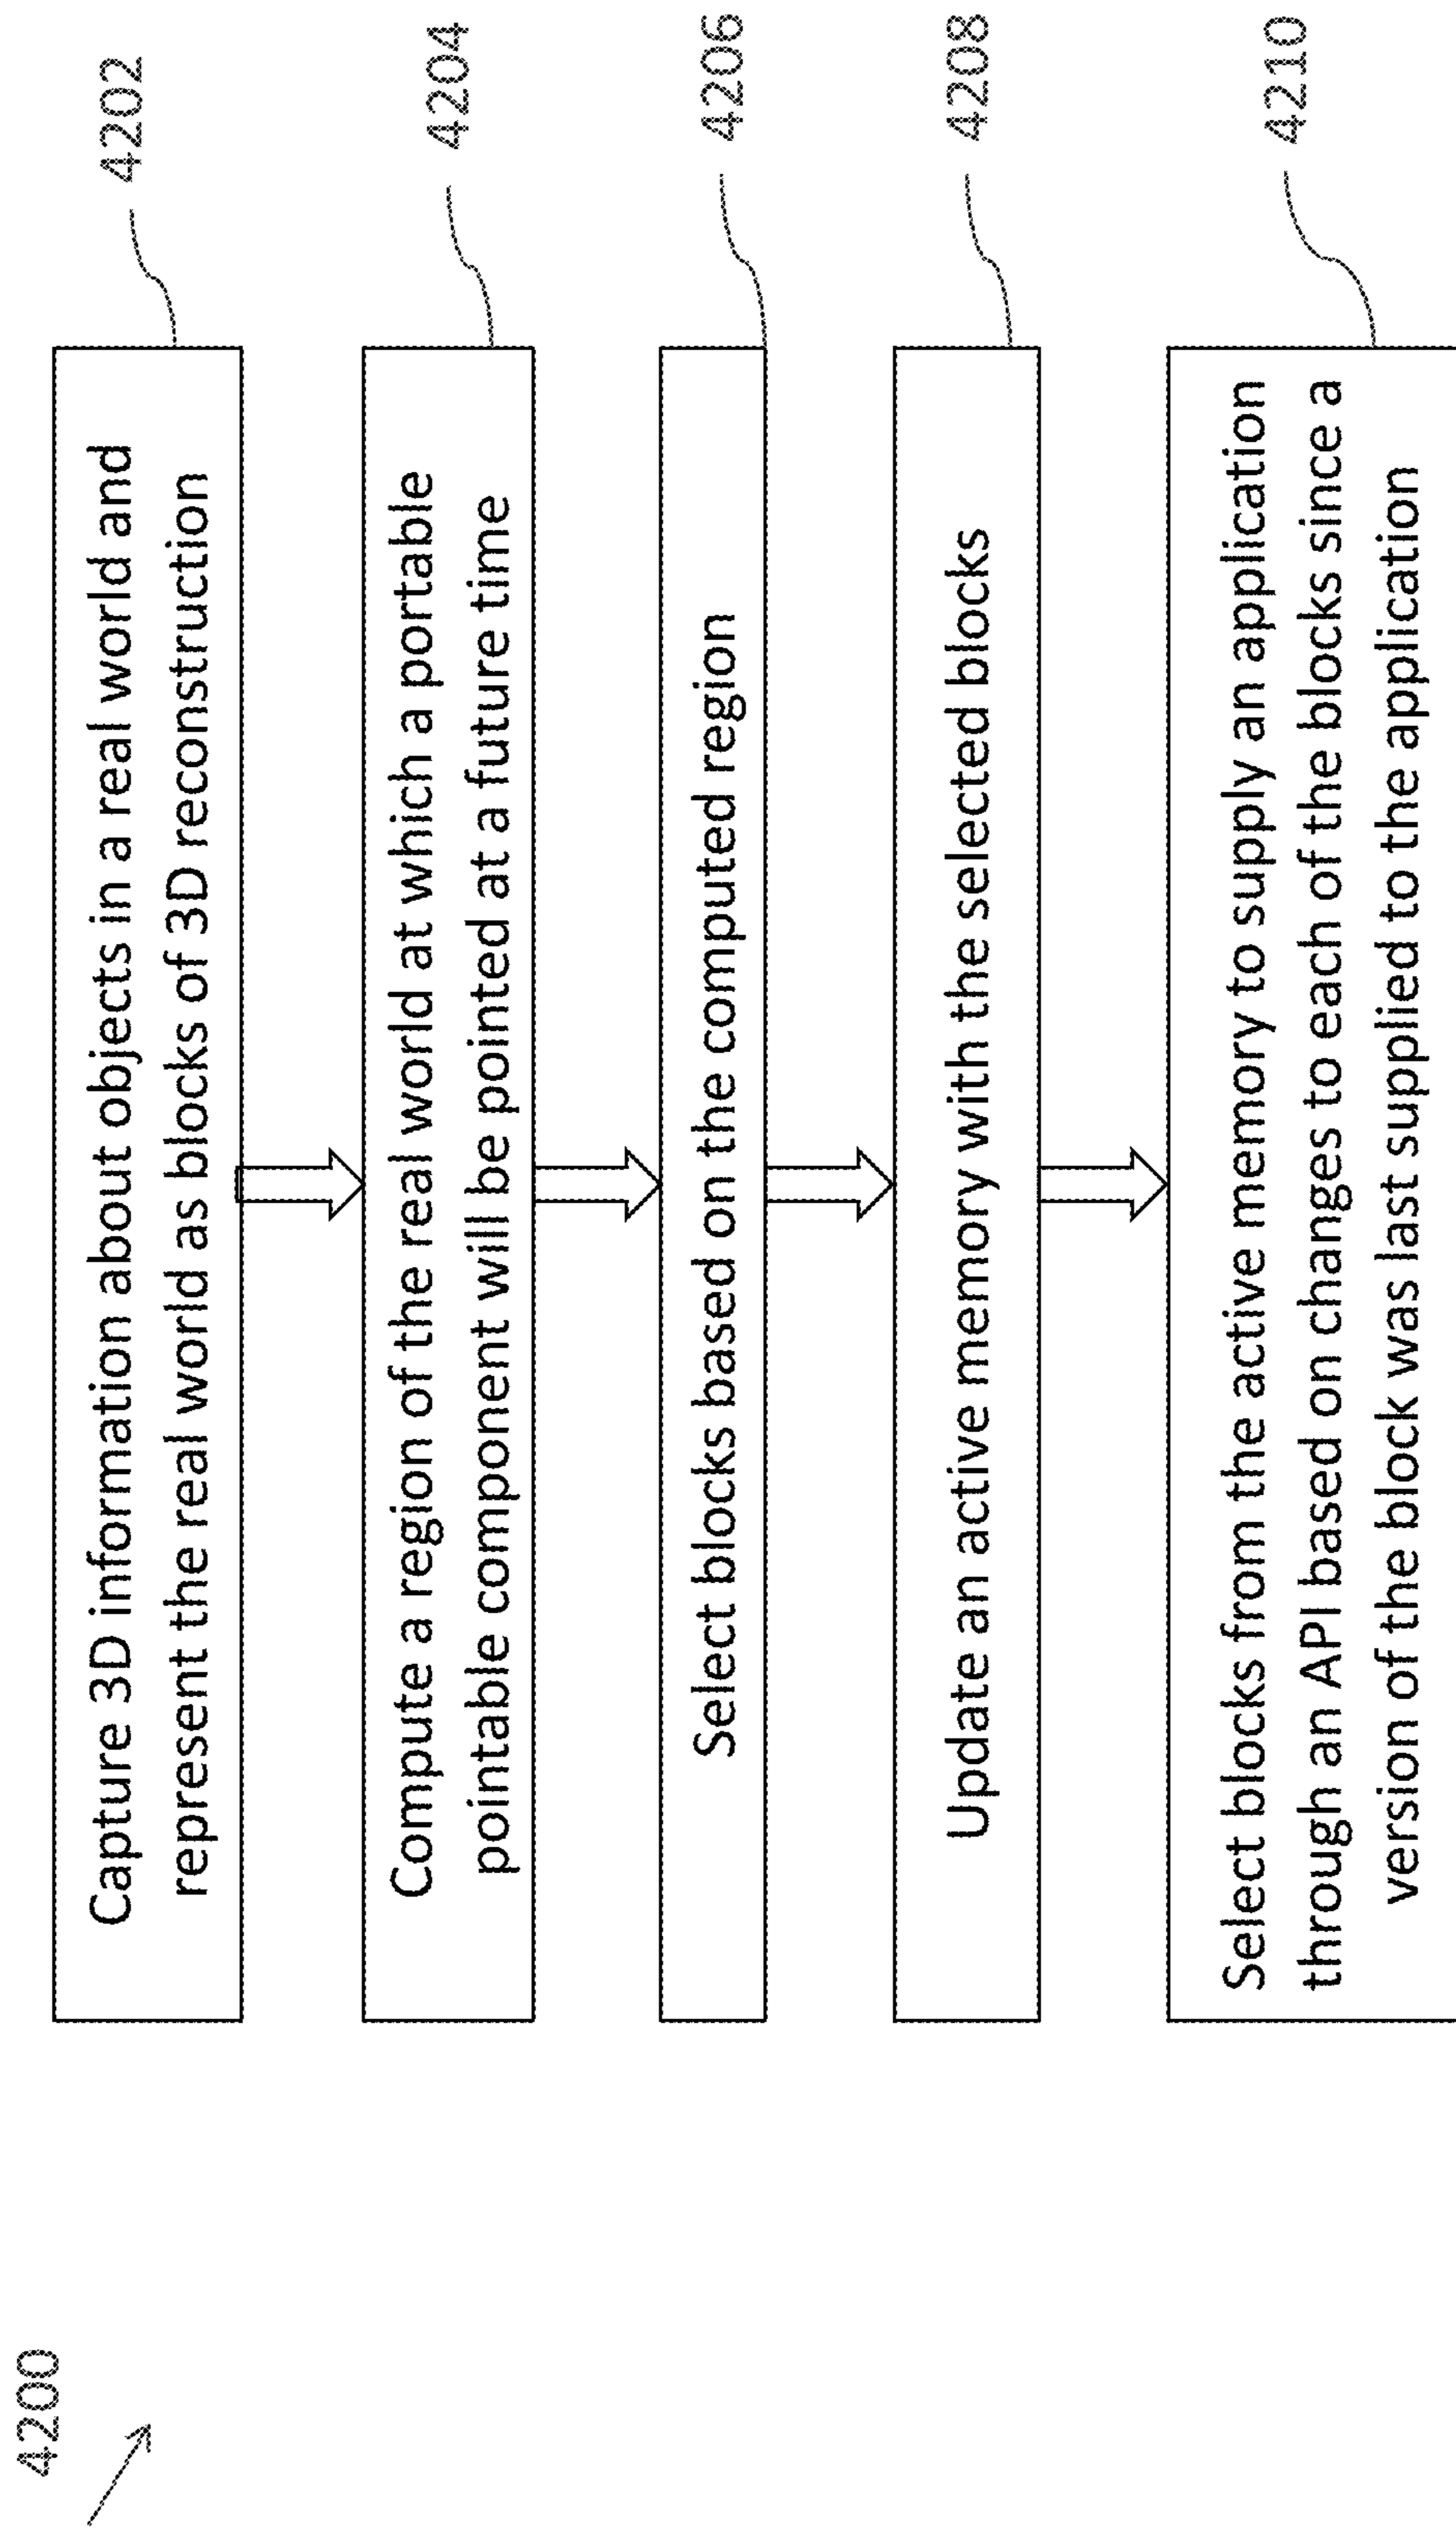 4200
Capture 3D information about objects in a real world and
represent the real world as blocks of 3D reconstruction
4202
Compute a region of the real world at which a portable
pointable component will be pointed at a future time
4204
Select blocks based on the computed region
4206
Update an active memory with the selected blocks
4208
Select blocks from the active memory to supply an application
through an API based on changes to each of the blocks since a
version of the block was last supplied to the application
4210